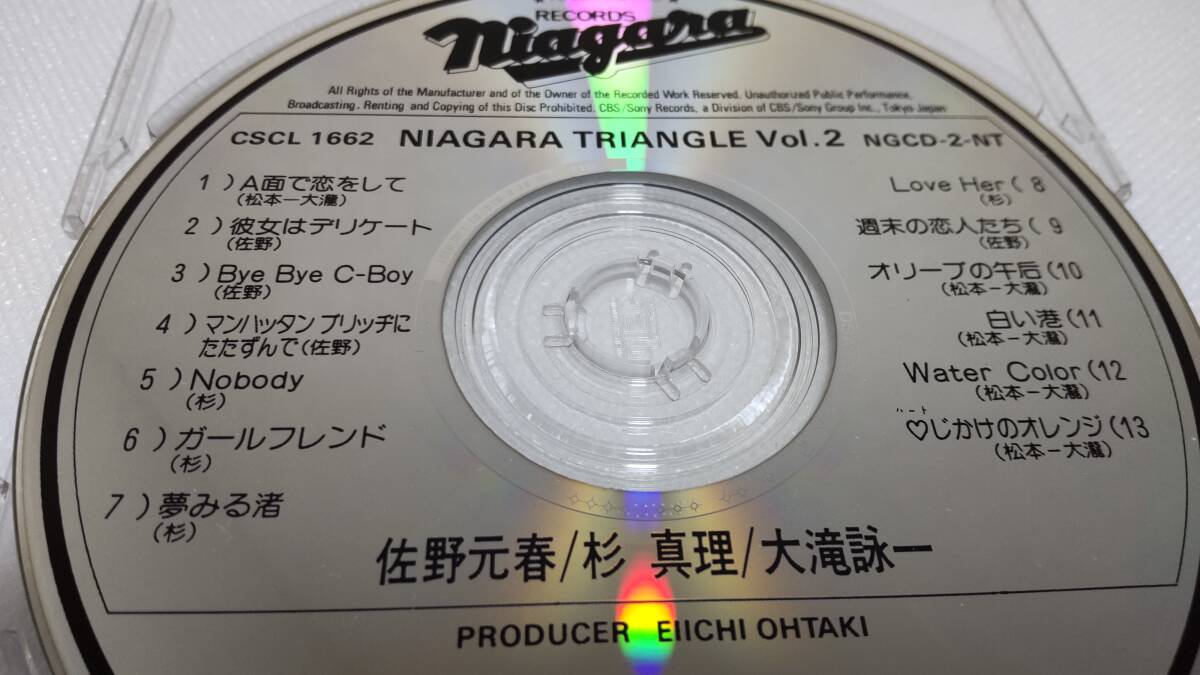 RECORDS
Niagara
All Rights of the Manufacturer and of the Owner of the Recorded Work Reserved. Unauthorized Public Performance,
Broadcasting, Renting and Copying of this Disc Prohibited. CBS/Sony Records, a Division of CBS/Sony Group Inc., Tokyo Japan
CSCL 1662 NIAGARA TRIANGLE Vol.2 NGCD-2-NT
1)A面で恋をして
(松本−大瀧)
2)彼女はデリケート
(佐野)
3)Bye Bye C-Boy
(佐野)
4)マンハッタンブリッヂに
たたずんで(佐野)
5)Nobody
(杉)
6)ガールフレンド
(杉)
7)夢みる渚
(杉)
Love Her(8
(杉)
週末の恋人たち(9
(佐野)
オリーブの午后(10
(松本−大瀧)
白い港(11
(松本−大瀧)
Water Color(12
(松本−大瀧)
ハート
♡じかけのオレンジ(13
(松本−大瀧)
佐野元春/杉 真理/大滝詠一
PRODUCER EIICHI OHTAKI